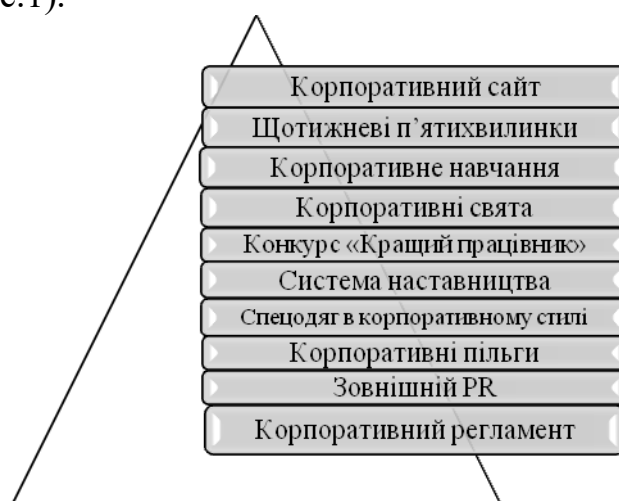 с.1).
Корпоративний сайт
Щотижневі п’ятихвилинки
Корпоративне навчання
Корпоративні свята
Конкурс «Кращий працівник»
Система наставництва
Спецодяг в корпоративному стилі
Корпоративні пільги
Зовнішній PR
Корпоративний регламент